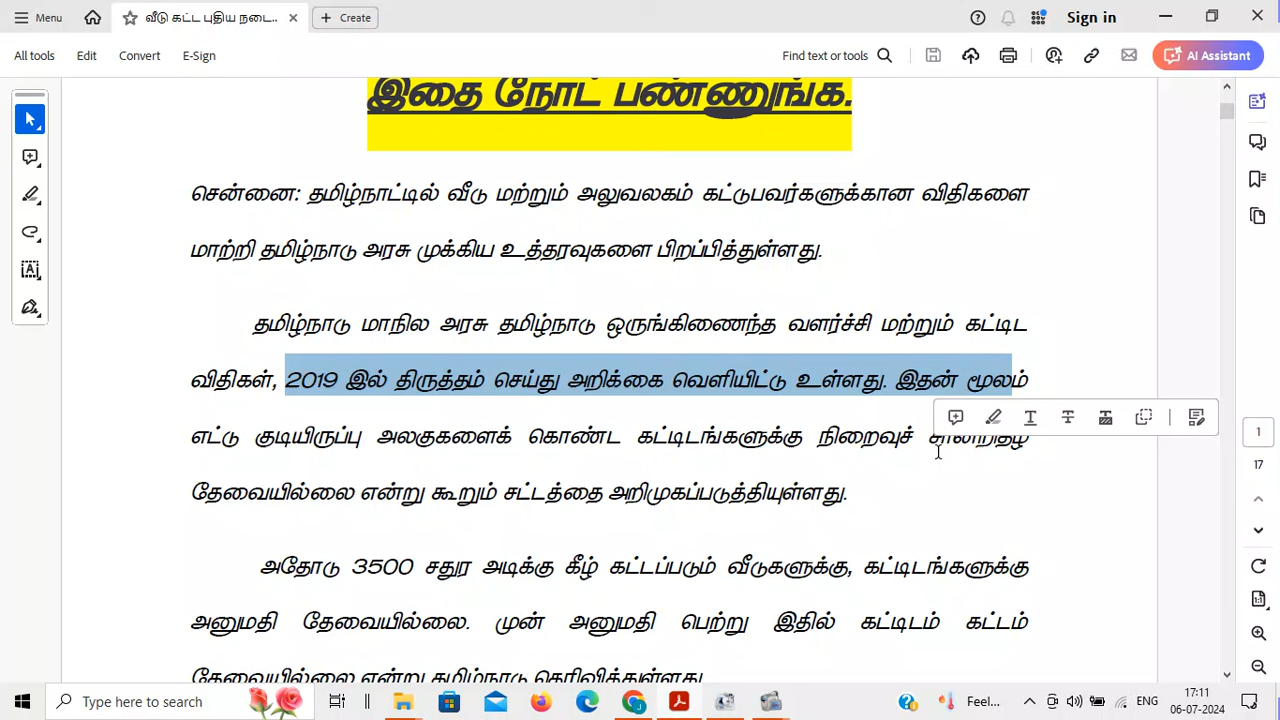 Menu
வீடு கட்ட புதிய நடை...
Create
Sign in
All tools
Edit
Convert
E-Sign
Find text or tools
AI Assistant
இதை நோட் பண்ணுங்க.
சென்னை: தமிழ்நாட்டில் வீடு மற்றும் அலுவலகம் கட்டுபவர்களுக்கான விதிகளை
மாற்றி தமிழ்நாடு அரசு முக்கிய உத்தரவுகளை பிறப்பித்துள்ளது.
தமிழ்நாடு மாநில அரசு தமிழ்நாடு ஒருங்கிணைந்த வளர்ச்சி மற்றும் கட்டிட
விதிகள், 2019 இல் திருத்தம் செய்து அறிக்கை வெளியிட்டு உள்ளது. இதன் மூலம்
எட்டு குடியிருப்பு அலகுகளைக் கொண்ட கட்டிடங்களுக்கு நிறைவுச் சான்றிதழ்
தேவையில்லை என்று கூறும் சட்டத்தை அறிமுகப்படுத்தியுள்ளது.
அதோடு 3500 சதுர அடிக்கு கீழ் கட்டப்படும் வீடுகளுக்கு, கட்டிடங்களுக்கு
அனுமதி தேவையில்லை. முன் அனுமதி பெற்று இதில் கட்டிடம் கட்டம்
தேவையில்லை என்று தமிழ்நாடு தெரிவித்துள்ளது.
1
17
Type here to search
Feel...
17:11
06-07-2024